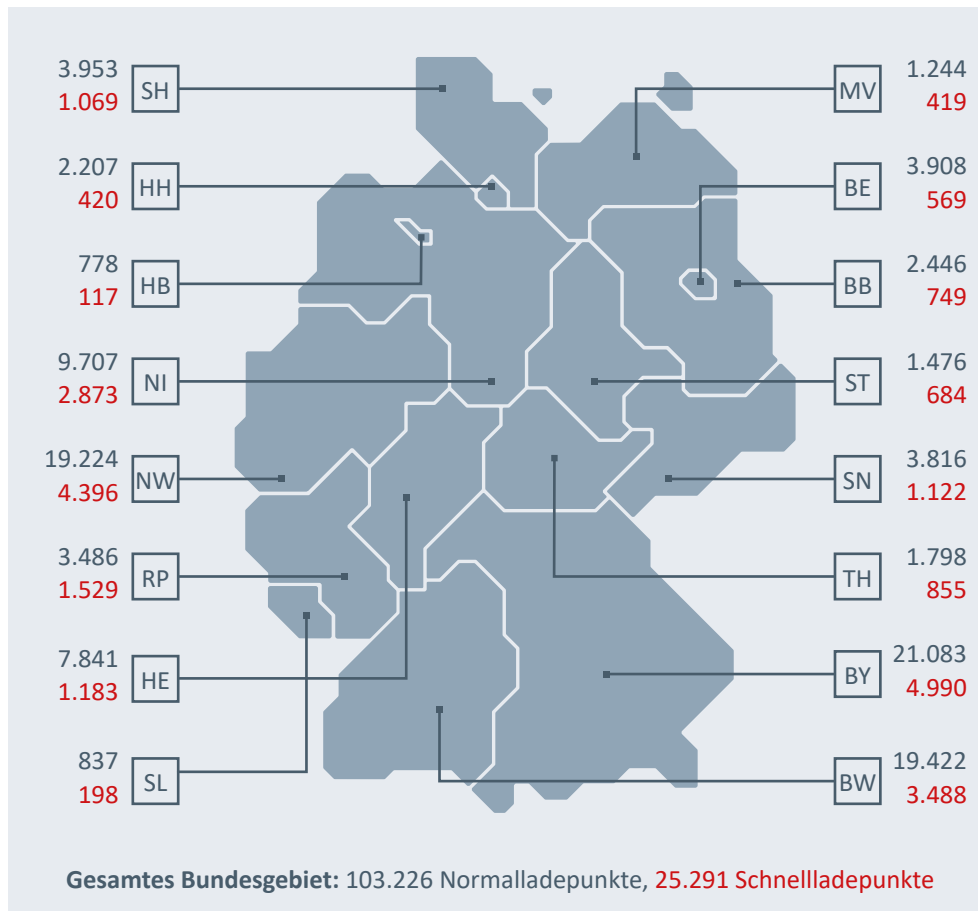 3.953
SH
1.069
2.207
HH
420
778
HB
117
9.707
NI
2.873
19.224
NW
4.396
3.486
RP
1.529
7.841
HE
1.183
837
SL
198
1.244
MV
419
3.908
BE
569
2.446
BB
749
1.476
ST
684
3.816
SN
1.122
1.798
TH
855
21.083
BY
4.990
19.422
BW
3.488
Gesamtes Bundesgebiet: 103.226 Normalladepunkte, 25.291 Schnellladepunkte